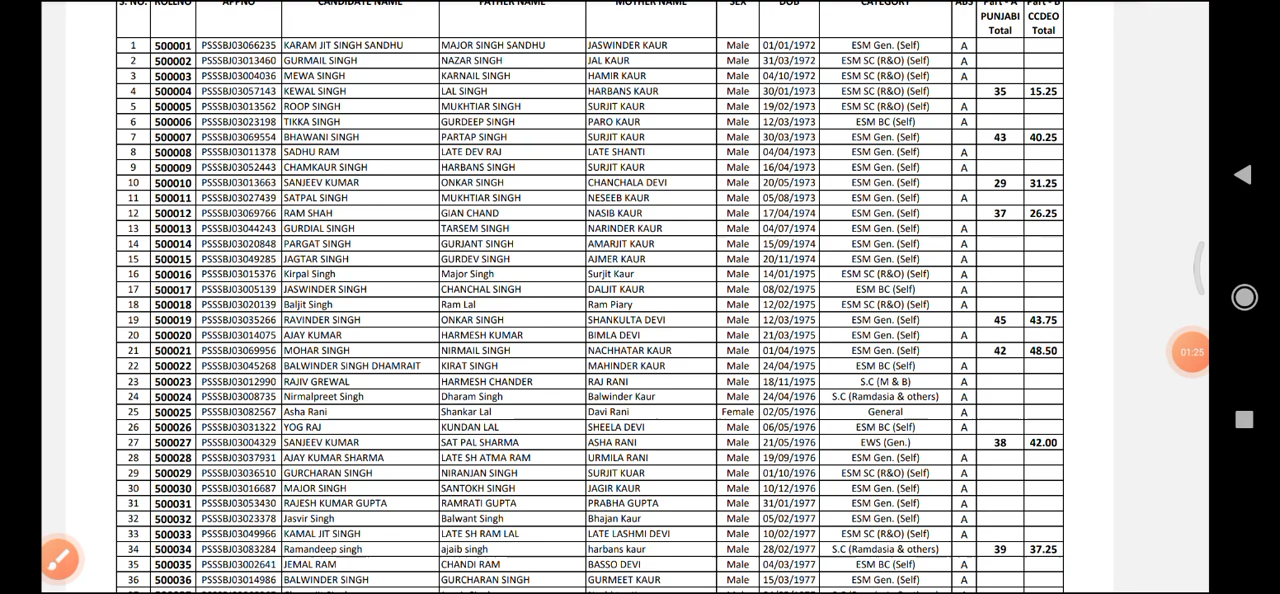 S. NO. ROLLNO APPNO CANDIDATE NAME FATHER NAME MOTHER NAME SEX DOB CATEGORY ABS Part - A PUNJABI Total Part - B CCDEO Total
1 500001 PSSSBJ03066235 KARAM JIT SINGH SANDHU MAJOR SINGH SANDHU JASWINDER KAUR Male 01/01/1972 ESM Gen. (Self) A
2 500002 PSSSBJ03013460 GURMAIL SINGH NAZAR SINGH JAL KAUR Male 31/03/1972 ESM SC (R&O) (Self) A
3 500003 PSSSBJ03004036 MEWA SINGH KARNAIL SINGH HAMIR KAUR Male 04/10/1972 ESM SC (R&O) (Self) A
4 500004 PSSSBJ03057143 KEWAL SINGH LAL SINGH HARBANS KAUR Male 30/01/1973 ESM SC (R&O) (Self) 35 15.25
5 500005 PSSSBJ03013562 ROOP SINGH MUKHTIAR SINGH SURJIT KAUR Male 19/02/1973 ESM SC (R&O) (Self) A
6 500006 PSSSBJ03023198 TIKKA SINGH GURDEEP SINGH PARO KAUR Male 12/03/1973 ESM BC (Self) A
7 500007 PSSSBJ03069554 BHAWANI SINGH PARTAP SINGH SURJIT KAUR Male 30/03/1973 ESM Gen. (Self) 43 40.25
8 500008 PSSSBJ03011378 SADHU RAM LATE DEV RAJ LATE SHANTI Male 04/04/1973 ESM Gen. (Self) A
9 500009 PSSSBJ03052443 CHAMKAUR SINGH HARBANS SINGH SURJIT KAUR Male 16/04/1973 ESM Gen. (Self) A
10 500010 PSSSBJ03013663 SANJEEV KUMAR ONKAR SINGH CHANCHALA DEVI Male 20/05/1973 ESM Gen. (Self) 29 31.25
11 500011 PSSSBJ03027439 SATPAL SINGH MUKHTIAR SINGH NESEEB KAUR Male 05/08/1973 ESM Gen. (Self) A
12 500012 PSSSBJ03069766 RAM SHAH GIAN CHAND NASIB KAUR Male 17/04/1974 ESM Gen. (Self) 37 26.25
13 500013 PSSSBJ03044243 GURDIAL SINGH TARSEM SINGH NARINDER KAUR Male 04/07/1974 ESM Gen. (Self) A
14 500014 PSSSBJ03020848 PARGAT SINGH GURJANT SINGH AMARJIT KAUR Male 15/09/1974 ESM Gen. (Self) A
15 500015 PSSSBJ03049285 JAGTAR SINGH GURDEV SINGH AJMER KAUR Male 20/11/1974 ESM Gen. (Self) A
16 500016 PSSSBJ03015376 Kirpal Singh Major Singh Surjit Kaur Male 14/01/1975 ESM SC (R&O) (Self) A
17 500017 PSSSBJ03005139 JASWINDER SINGH CHANCHAL SINGH DALJIT KAUR Male 08/02/1975 ESM BC (Self) A
18 500018 PSSSBJ03020139 Baljit Singh Ram Lal Ram Piary Male 12/02/1975 ESM SC (R&O) (Self) A
19 500019 PSSSBJ03035266 RAVINDER SINGH ONKAR SINGH SHANKULTA DEVI Male 12/03/1975 ESM Gen. (Self) 45 43.75
20 500020 PSSSBJ03014075 AJAY KUMAR HARMESH KUMAR BIMLA DEVI Male 21/03/1975 ESM Gen. (Self) A
21 500021 PSSSBJ03069956 MOHAR SINGH NIRMAIL SINGH NACHHATAR KAUR Male 01/04/1975 ESM Gen. (Self) 42 48.50
22 500022 PSSSBJ03045268 BALWINDER SINGH DHAMRAIT KIRAT SINGH MAHINDER KAUR Male 24/04/1975 ESM BC (Self) A
23 500023 PSSSBJ03012990 RAJIV GREWAL HARMESH CHANDER RAJ RANI Male 18/11/1975 S.C (M & B) A
24 500024 PSSSBJ03008735 Nirmalpreet Singh Dharam Singh Balwinder Kaur Male 24/04/1976 S.C (Ramdasia & others) A
25 500025 PSSSBJ03082567 Asha Rani Shankar Lal Davi Rani Female 02/05/1976 General A
26 500026 PSSSBJ03031322 YOG RAJ KUNDAN LAL SHEELA DEVI Male 06/05/1976 ESM BC (Self) A
27 500027 PSSSBJ03004329 SANJEEV KUMAR SAT PAL SHARMA ASHA RANI Male 21/05/1976 EWS (Gen.) 38 42.00
28 500028 PSSSBJ03037931 AJAY KUMAR SHARMA LATE SH ATMA RAM URMILA RANI Male 19/09/1976 ESM Gen. (Self) A
29 500029 PSSSBJ03036510 GURCHARAN SINGH NIRANJAN SINGH SURJIT KUAR Male 01/10/1976 ESM SC (R&O) (Self) A
30 500030 PSSSBJ03016687 MAJOR SINGH SANTOKH SINGH JAGIR KAUR Male 10/12/1976 ESM Gen. (Self) A
31 500031 PSSSBJ03053430 RAJESH KUMAR GUPTA RAMRATI GUPTA PRABHA GUPTA Male 31/01/1977 ESM Gen. (Self) A
32 500032 PSSSBJ03023378 Jasvir Singh Balwant Singh Bhajan Kaur Male 05/02/1977 ESM Gen. (Self) A
33 500033 PSSSBJ03049966 KAMAL JIT SINGH LATE SH RAM LAL LATE LASHMI DEVI Male 10/02/1977 ESM SC (R&O) (Self) A
34 500034 PSSSBJ03083284 Ramandeep singh ajaib singh harbans kaur Male 28/02/1977 S.C (Ramdasia & others) 39 37.25
35 500035 PSSSBJ03002641 JEMAL RAM CHANDI RAM BASSO DEVI Male 04/03/1977 ESM BC (Self) A
36 500036 PSSSBJ03014986 BALWINDER SINGH GURCHARAN SINGH GURMEET KAUR Male 15/03/1977 ESM Gen. (Self) A
01:25